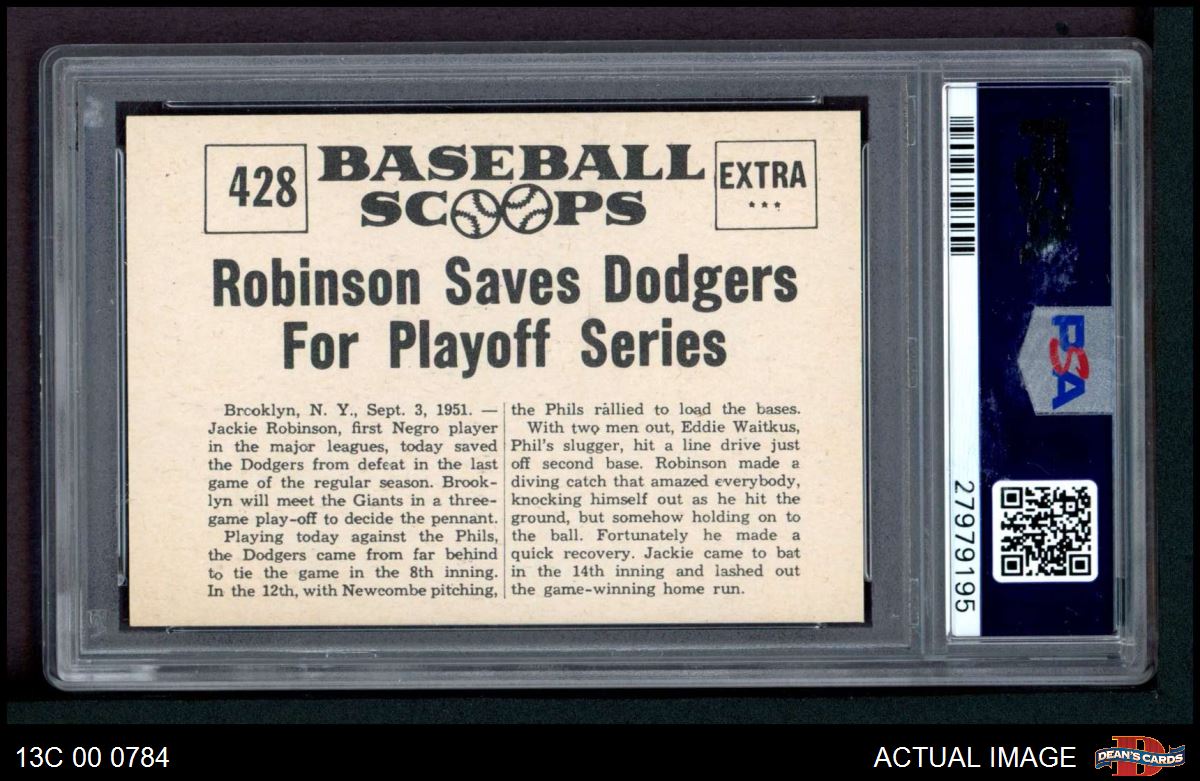 428
BASEBALL
SCOOPS
EXTRA
***
Robinson Saves Dodgers
For Playoff Series
Brooklyn, N. Y., Sept. 3, 1951. —
Jackie Robinson, first Negro player
in the major leagues, today saved
the Dodgers from defeat in the last
game of the regular season. Brook-
lyn will meet the Giants in a three-
game play-off to decide the pennant.
Playing today against the Phils,
the Dodgers came from far behind
to tie the game in the 8th inning.
In the 12th, with Newcombe pitching,
the Phils rallied to load the bases.
With two men out, Eddie Waitkus,
Phil's slugger, hit a line drive just
off second base. Robinson made a
diving catch that amazed everybody,
knocking himself out as he hit the
ground, but somehow holding on to
the ball. Fortunately he made a
quick recovery. Jackie came to bat
in the 14th inning and lashed out
the game-winning home run.
PSA
27979195
13C 00 0784
ACTUAL IMAGE
DEAN'S CARDS